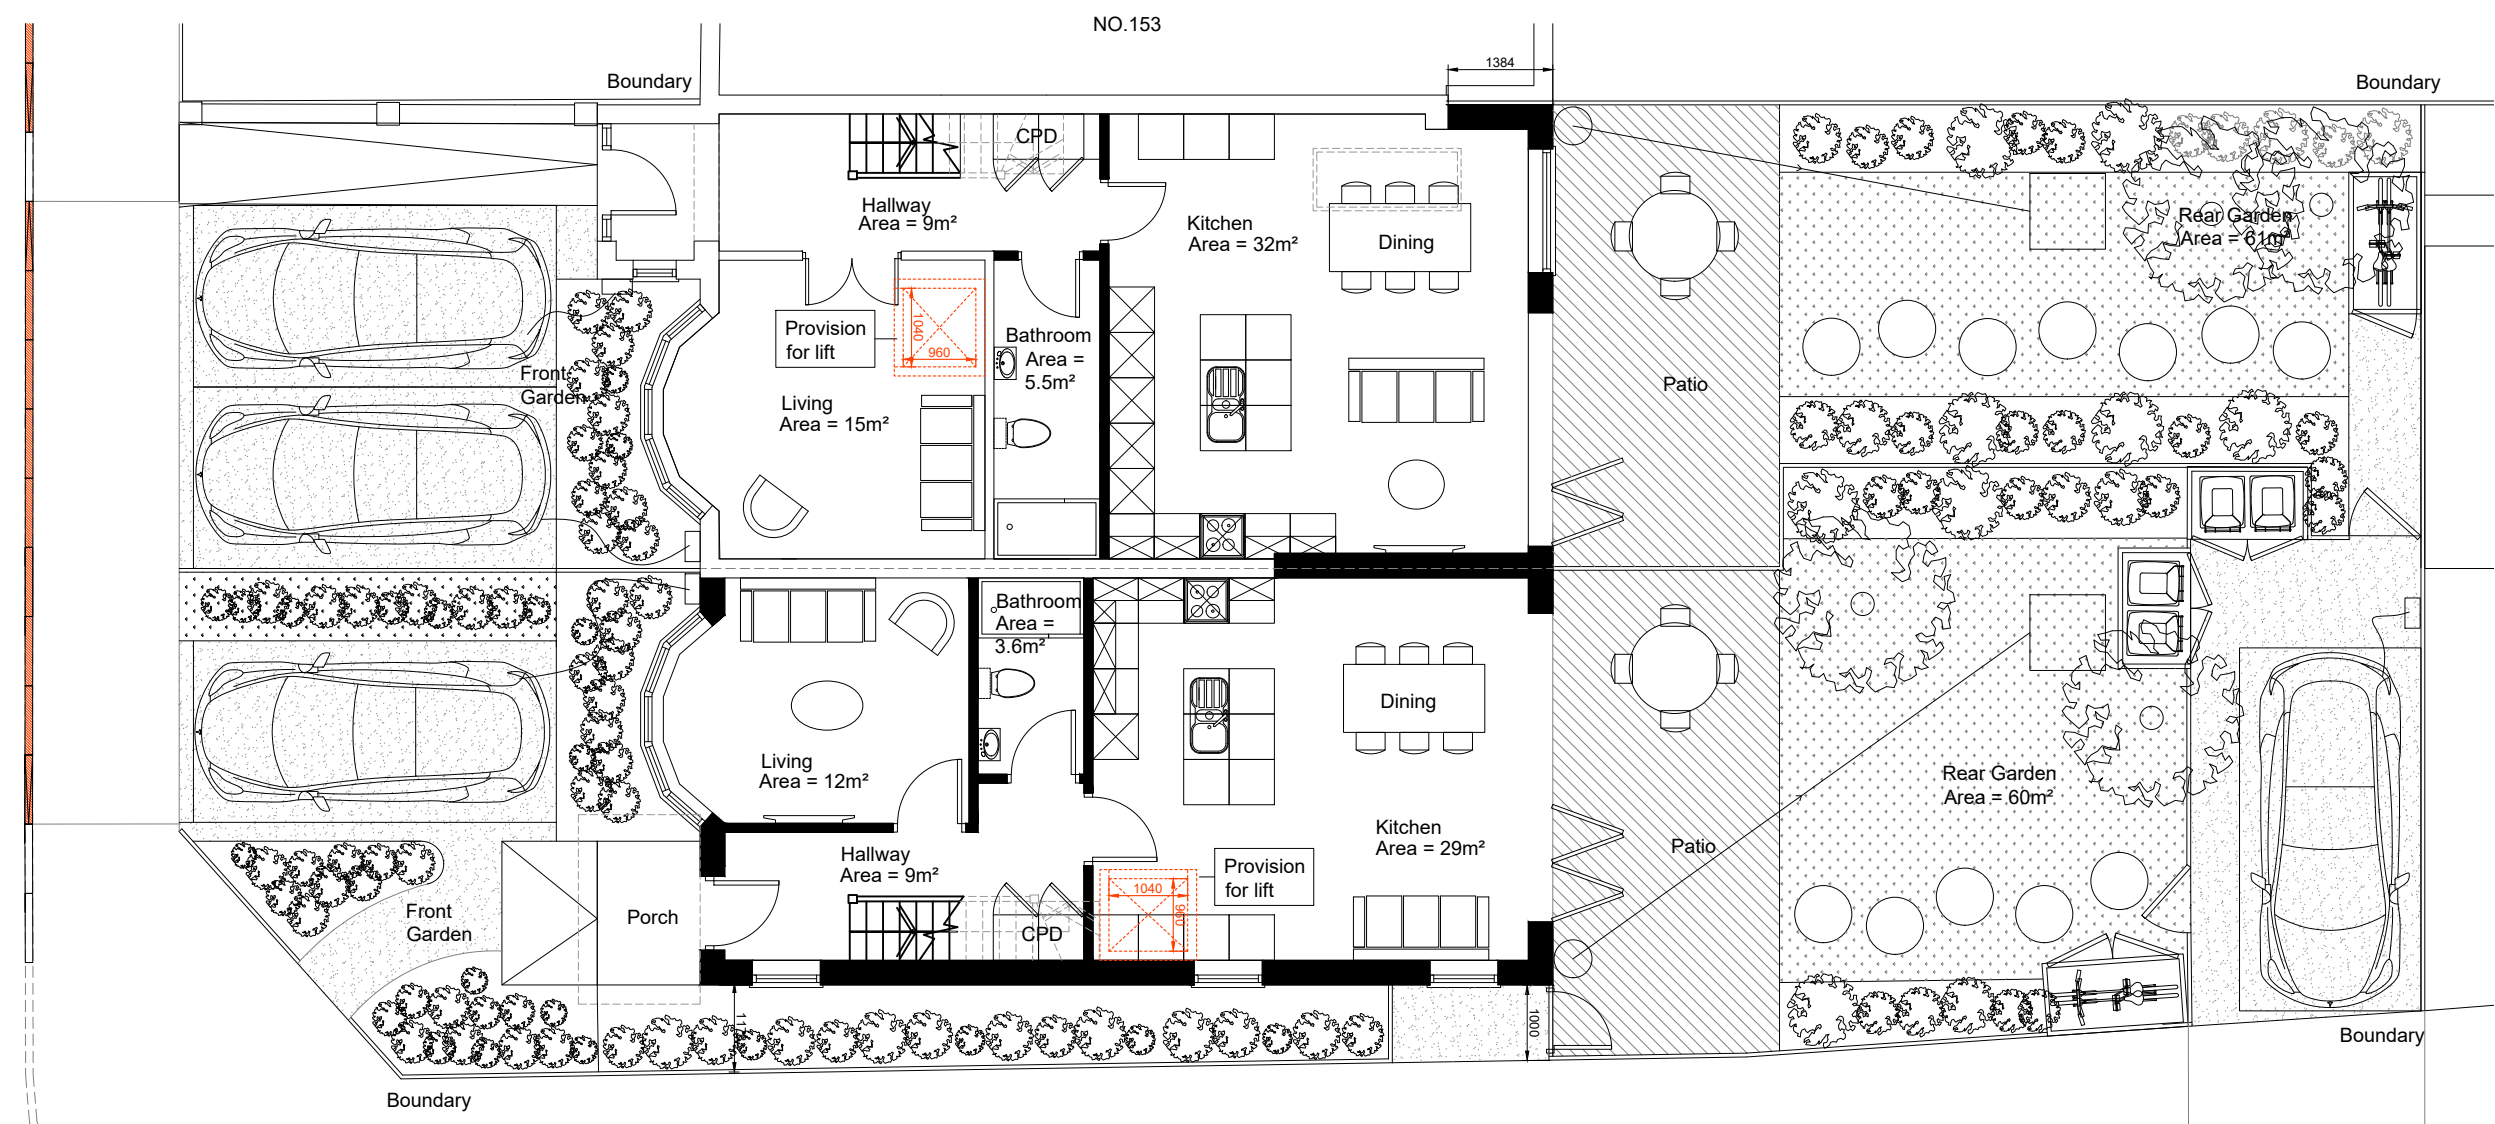 NO.153
Boundary
1384
Boundary
CPD
Hallway
Area = 9m²
Kitchen
Area = 32m²
Dining
Rear Garden
Area = 61m²
Provision
for lift
1040
960
Bathroom
Area =
5.5m²
Front
Garden
Living
Area = 15m²
Patio
Bathroom
Area =
3.6m²
Dining
Living
Area = 12m²
Rear Garden
Area = 60m²
Kitchen
Area = 29m²
Patio
Hallway
Area = 9m²
Provision
for lift
1040
960
Front
Garden
Porch
CPD
1000
Boundary
Boundary